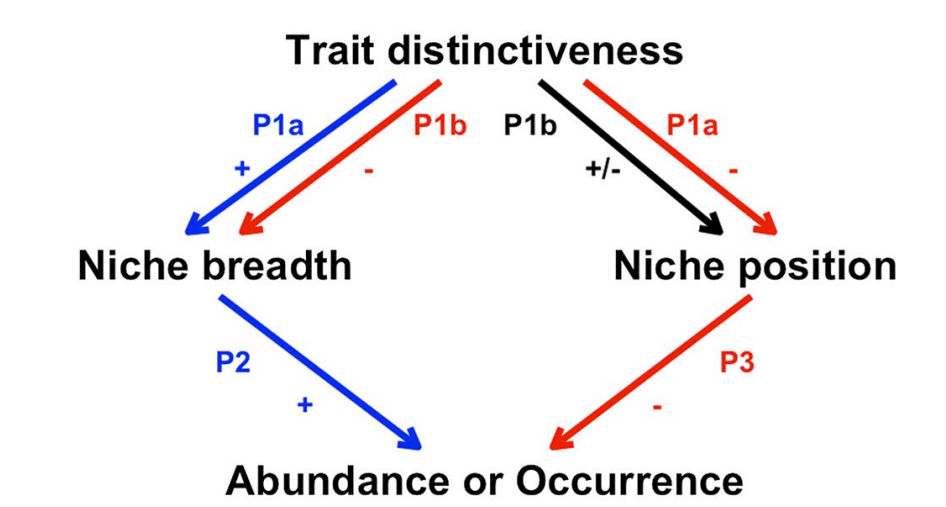 Trait distinctiveness
P1a P1b P1b P1a
+ - +/- -
Niche breadth Niche position
P2 P3
+ -
Abundance or Occurrence